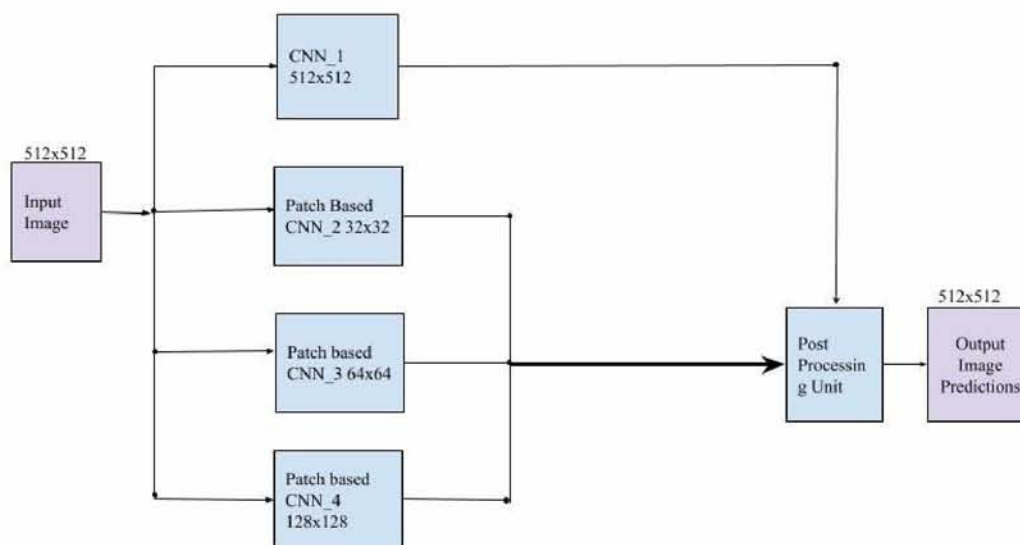 CNN_1
512x512
512x512
Input
Image
Patch Based
CNN_2 32x32
Patch based
CNN_3 64x64
Patch based
CNN_4
128x128
Post
Processin
g Unit
512x512
Output
Image
Predictions